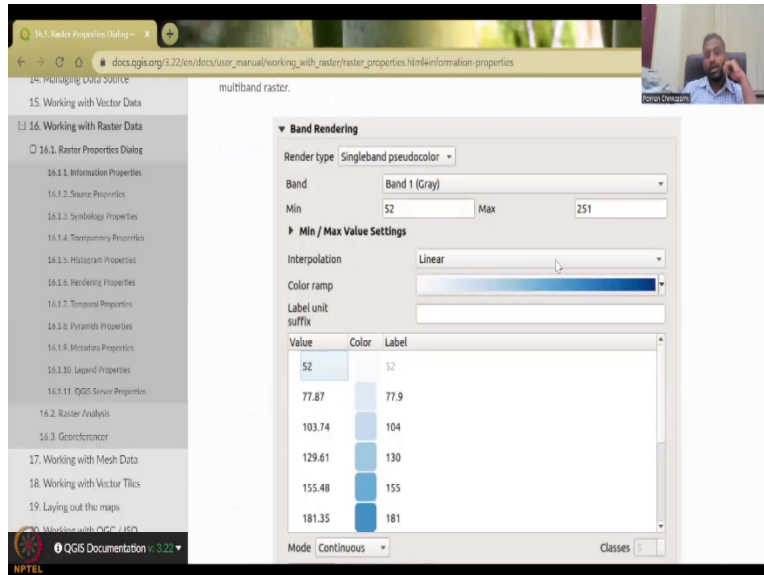 16.1. Raster Properties Dialog —
docs.qgis.org/3.22/en/docs/user_manual/working_with_raster/raster_properties.html#information-properties
Pennan Chinnasamy
14. Managing Data Source
multiband raster.
15. Working with Vector Data
16. Working with Raster Data
16.1. Raster Properties Dialog
16.1.1. Information Properties
16.1.2. Source Properties
16.1.3. Symbology Properties
16.1.4. Transparency Properties
16.1.5. Histogram Properties
16.1.6. Rendering Properties
16.1.7. Temporal Properties
16.1.8. Pyramids Properties
16.1.9. Metadata Properties
16.1.10. Legend Properties
16.1.11. QGIS Server Properties
16.2. Raster Analysis
16.3. Georeferencer
17. Working with Mesh Data
18. Working with Vector Tiles
19. Laying out the maps
20. Working with OGC / ISO
QGIS Documentation v: 3.22
NPTEL
Band Rendering
Render type Singleband pseudocolor
Band Band 1 (Gray)
Min 52 Max 251
Min / Max Value Settings
Interpolation Linear
Color ramp
Label unit
suffix
Value Color Label
52 52
77.87 77.9
103.74 104
129.61 130
155.48 155
181.35 181
Mode Continuous Classes 5